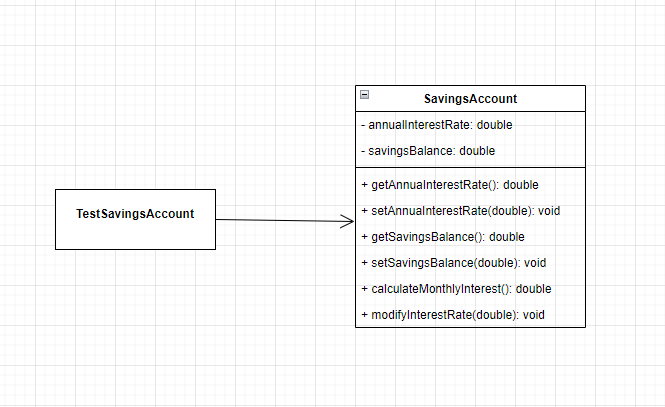 SavingsAccount
- annualInterestRate: double
- savingsBalance: double
TestSavingsAccount
+ getAnnuaInterestRate(): double
+ setAnnuaInterestRate(double): void
+ getSavingsBalance(): double
+ setSavingsBalance(double): void
+ calculateMonthlyInterest(): double
+ modifyInterestRate(double): void